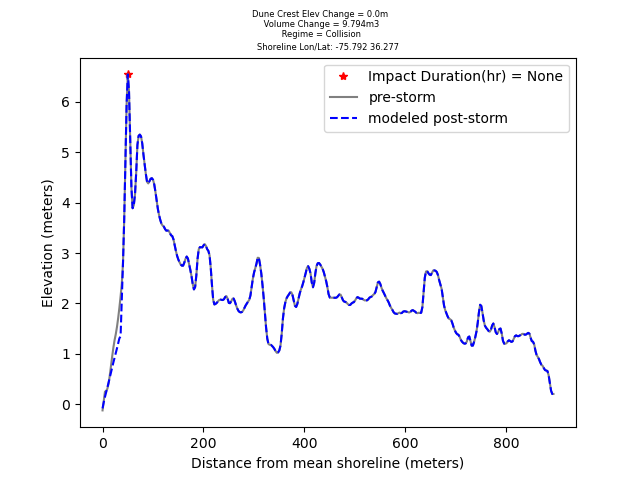 Dune Crest Elev Change = 0.0m
Volume Change = 9.794m3
Regime = Collision
Shoreline Lon/Lat: -75.792 36.277
Impact Duration(hr) = None
pre-storm
modeled post-storm
Elevation (meters)
6
5
4
3
2
1
0
0 200 400 600 800
Distance from mean shoreline (meters)